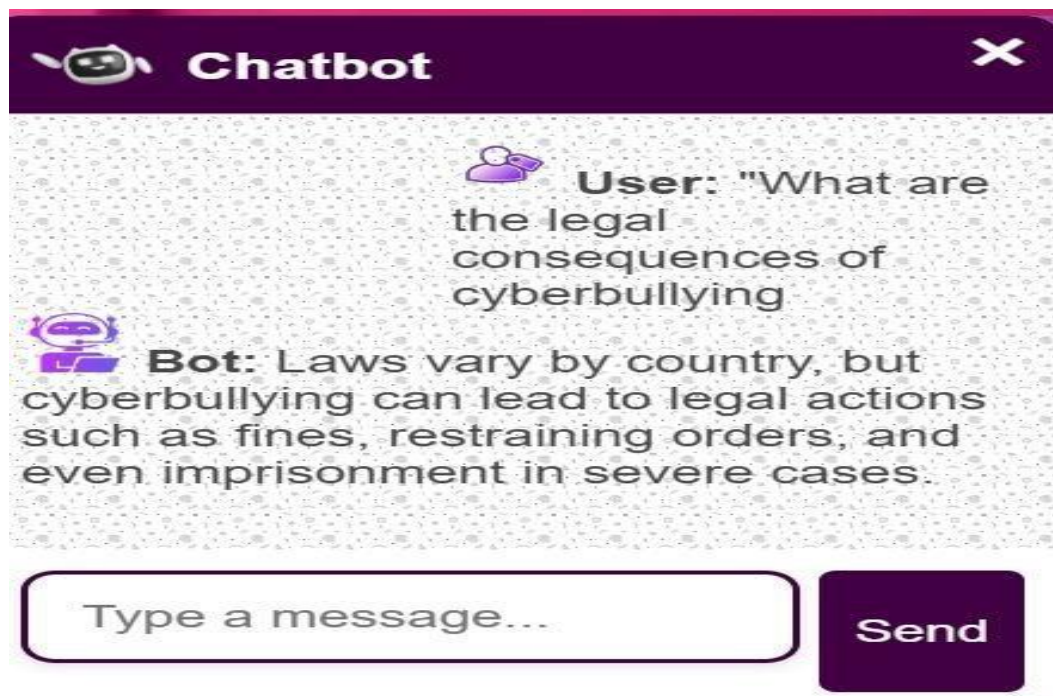 Chatbot ×
User: "What are
the legal
consequences of
cyberbullying
Bot: Laws vary by country, but
cyberbullying can lead to legal actions
such as fines, restraining orders, and
even imprisonment in severe cases.
Type a message...
Send